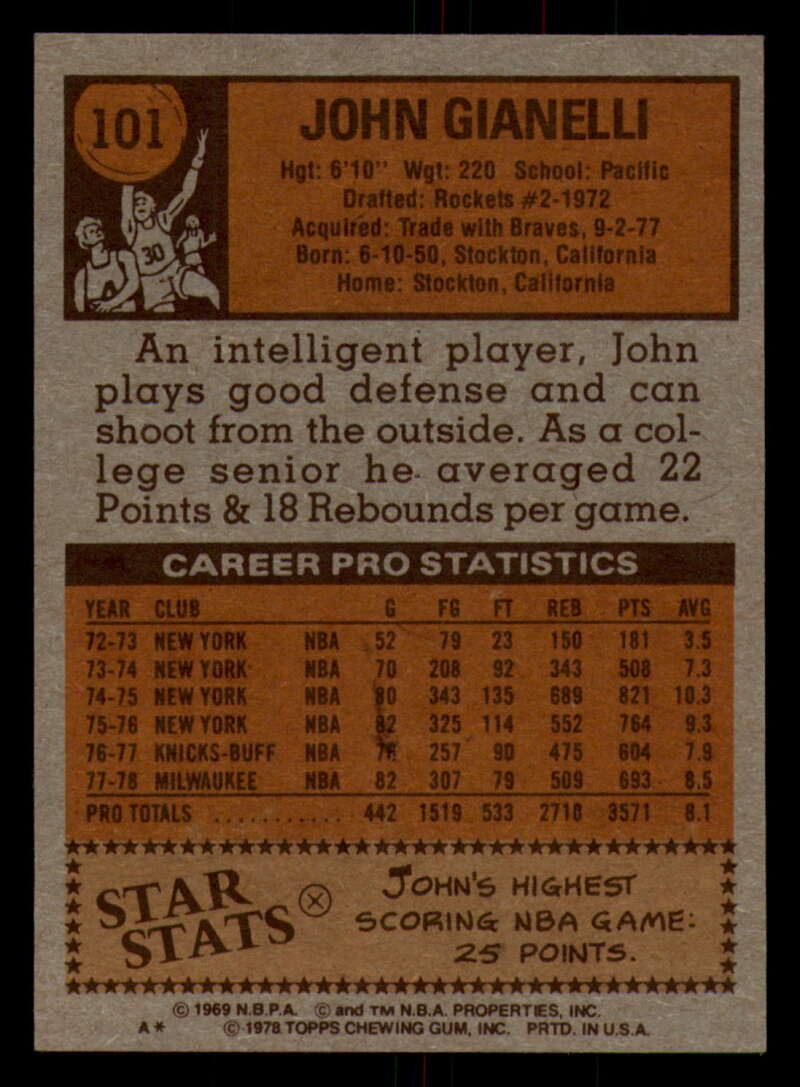 101
30
JOHN GIANELLI
Hgt: 6'10" Wgt: 220 School: Pacific
Drafted: Rockets #2-1972
Acquired: Trade with Braves, 9-2-77
Born: 6-10-50, Stockton, California
Home: Stockton, California
An intelligent player, John
plays good defense and can
shoot from the outside. As a col-
lege senior he averaged 22
Points & 18 Rebounds per game.
CAREER PRO STATISTICS
YEAR CLUB G FG FT REB PTS AVG
72-73 NEW YORK NBA 52 79 23 150 181 3.5
73-74 NEW YORK NBA 70 208 92 343 508 7.3
74-75 NEW YORK NBA 80 343 135 689 821 10.3
75-76 NEW YORK NBA 82 325 114 552 764 9.3
76-77 KNICKS-BUFF NBA 76 257 90 475 604 7.9
77-78 MILWAUKEE NBA 82 307 79 509 693 8.5
PRO TOTALS ........... 442 1519 533 2718 3571 8.1
STAR
STATS
JOHN'S HIGHEST
SCORING NBA GAME:
25 POINTS.
© 1969 N.B.P.A. © and TM N.B.A. PROPERTIES, INC.
A* © 1978 TOPPS CHEWING GUM, INC. PRTD. IN U.S.A.